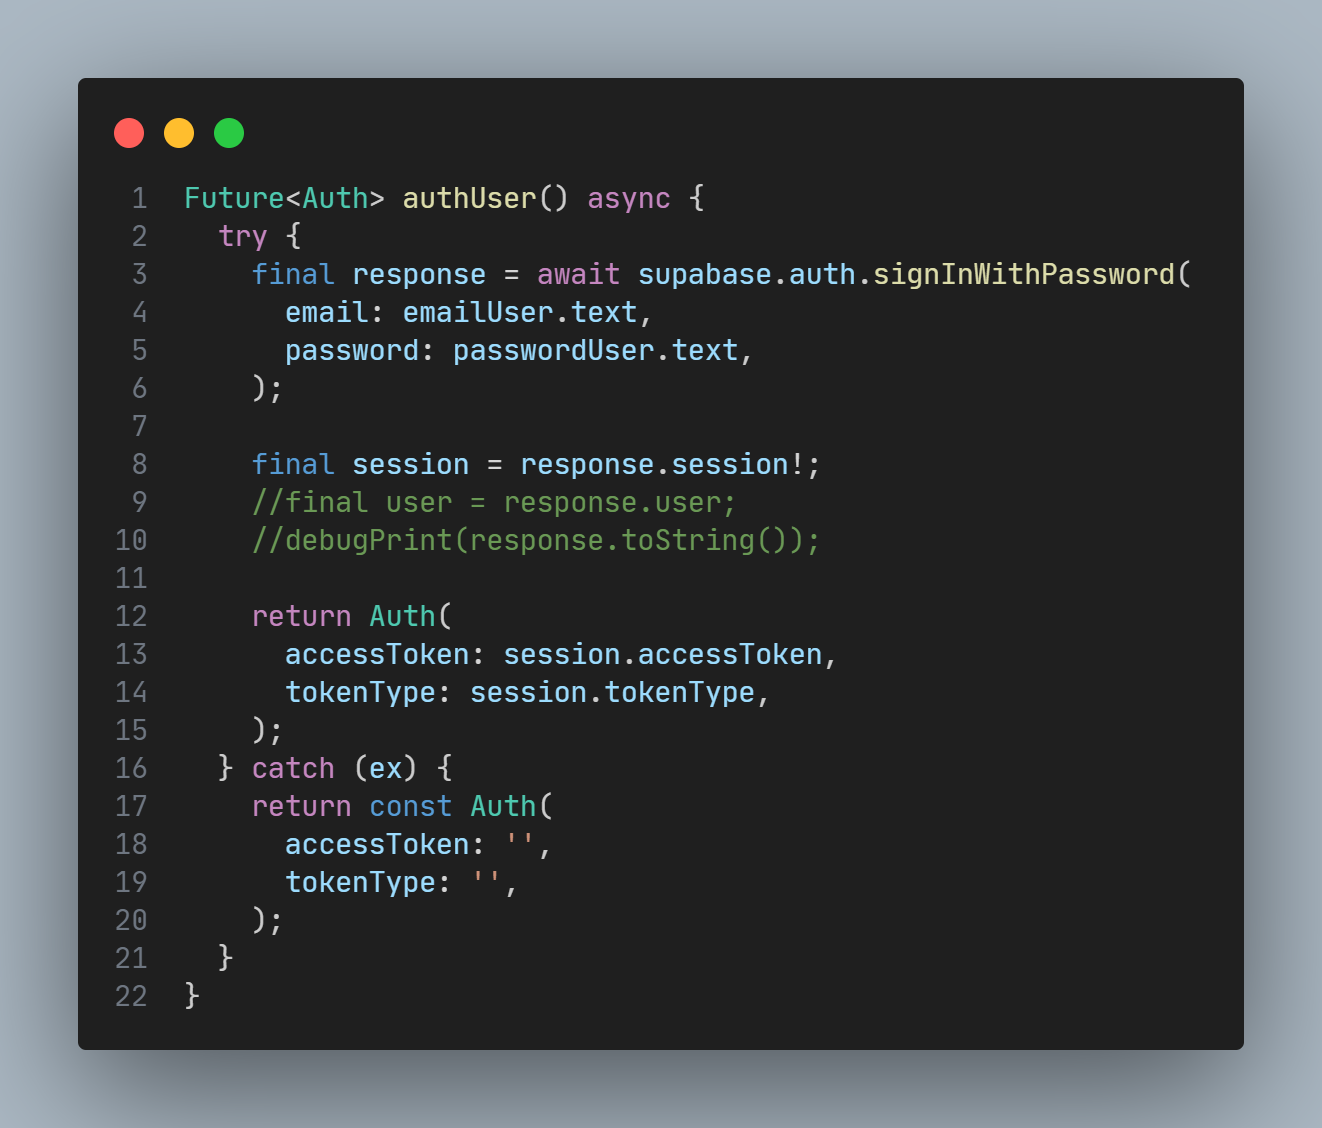 1 Future<Auth> authUser() async {
2   try {
3     final response = await supabase.auth.signInWithPassword(
4       email: emailUser.text,
5       password: passwordUser.text,
6     );
7
8     final session = response.session!;
9     //final user = response.user;
10     //debugPrint(response.toString());
11
12     return Auth(
13       accessToken: session.accessToken,
14       tokenType: session.tokenType,
15     );
16   } catch (ex) {
17     return const Auth(
18       accessToken: '',
19       tokenType: '',
20     );
21   }
22 }